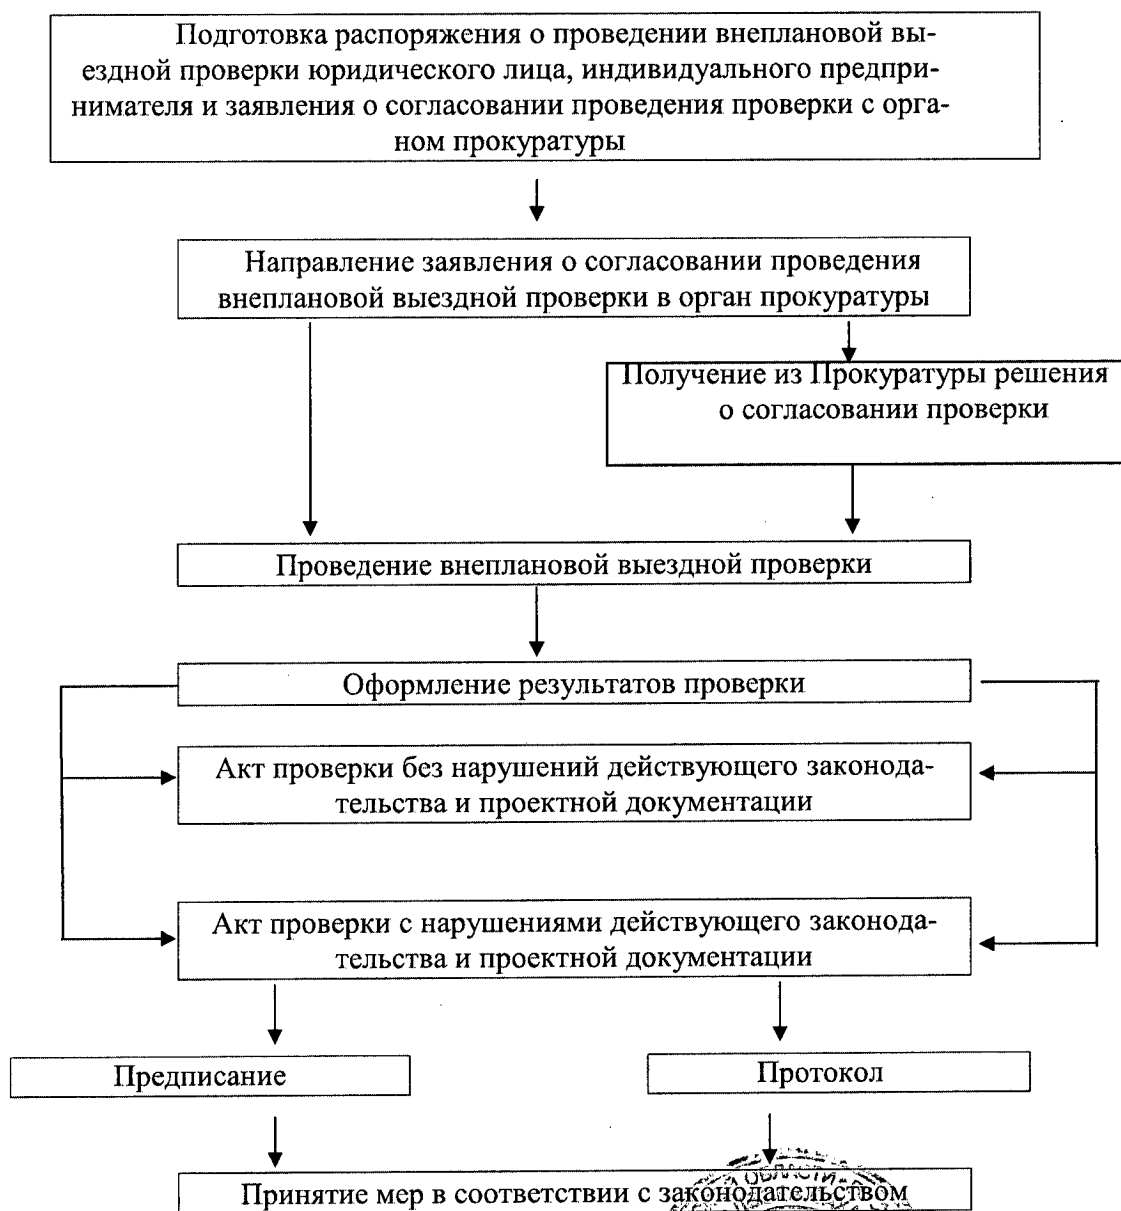 Подготовка распоряжения о проведении внеплановой вы-
ездной проверки юридического лица, индивидуального предпри-
нимателя и заявления о согласовании проведения проверки с орга-
ном прокуратуры
Направление заявления о согласовании проведения
внеплановой выездной проверки в орган прокуратуры
Получение из Прокуратуры решения
о согласовании проверки
Проведение внеплановой выездной проверки
Оформление результатов проверки
Акт проверки без нарушений действующего законода-
тельства и проектной документации
Акт проверки с нарушениями действующего законода-
тельства и проектной документации
Предписание
Протокол
Принятие мер в соответствии с законодательством
ОБЛАСТИ